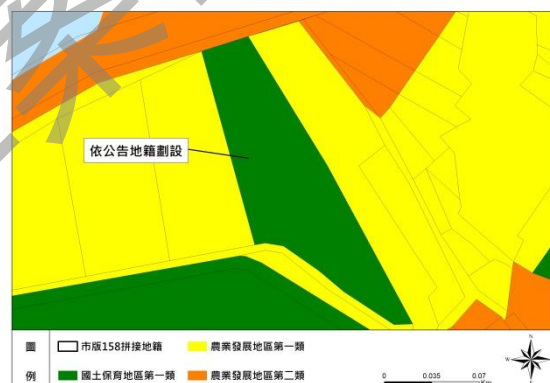 案
依公告地籍劃設
圖例
市版158拼接地籍
農業發展地區第一類
國土保育地區第一類
農業發展地區第二類
N
W
0 0.035 0.07